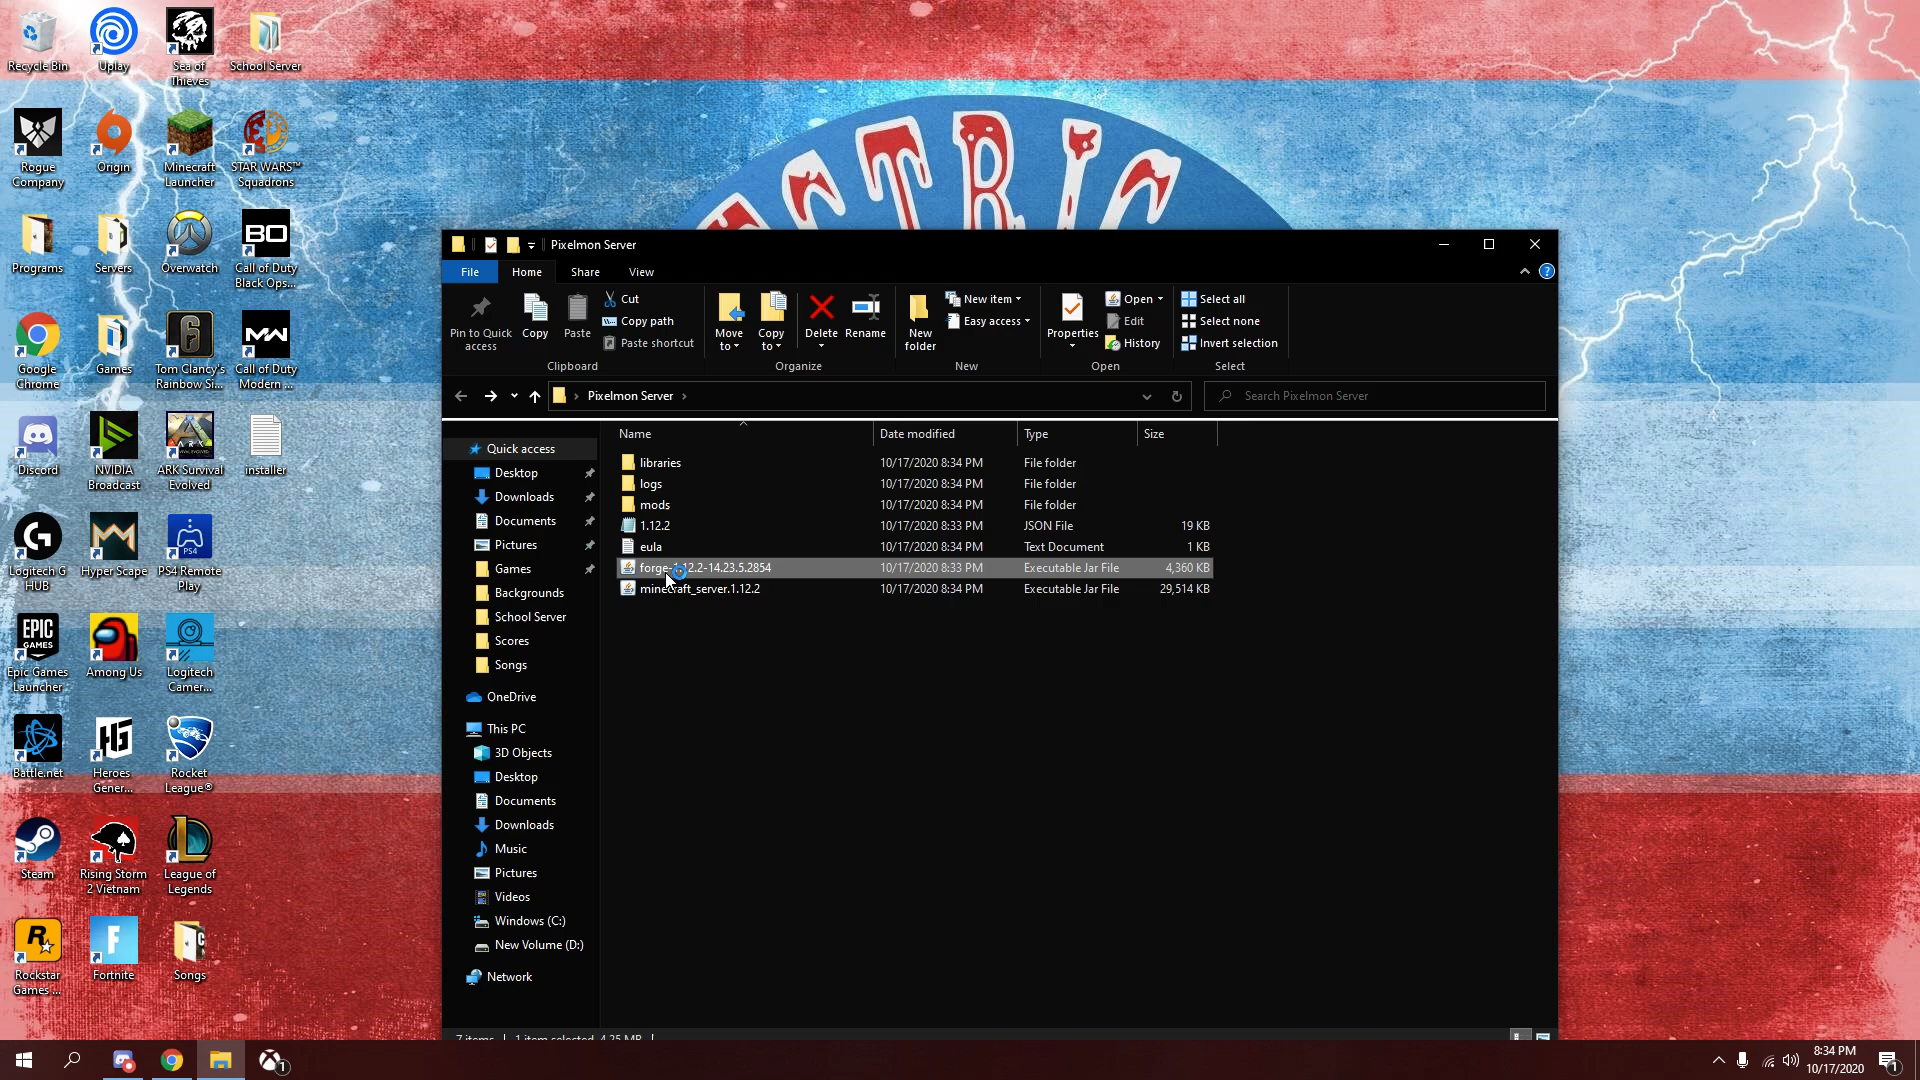 Recycle Bin
Uplay
Sea of
Thieves
School Server
Rogue
Company
Origin
Minecraft
Launcher
STAR WARS™
Squadrons
Programs
Servers
Overwatch
BO
Call of Duty
Black Ops...
Google
Chrome
Games
6
Tom Clancy's
Rainbow Si...
MW
Call of Duty
Modern ...
Discord
NVIDIA
Broadcast
ARK
ARK Survival
Evolved
installer
Logitech G
HUB
Hyper Scape
PS4
PS4 Remote
Play
EPIC
GAMES
Epic Games
Launcher
Among Us
Logitech
Camer...
Battle.net
HG
Heroes
Gener...
Rocket
League®
Steam
Rising Storm
2 Vietnam
League of
Legends
R
Rockstar
Games ...
F
Fortnite
Songs
Pixelmon Server
File
Home
Share
View
Pin to Quick
access
Copy
Paste
Cut
Copy path
Paste shortcut
Clipboard
Move
to
Copy
to
Delete
Rename
Organize
New
folder
New item
Easy access
New
Properties
Open
Edit
History
Open
Select all
Select none
Invert selection
Select
Pixelmon Server
Search Pixelmon Server
Quick access
Desktop
Downloads
Documents
Pictures
Games
Backgrounds
School Server
Scores
Songs
OneDrive
This PC
3D Objects
Desktop
Documents
Downloads
Music
Pictures
Videos
Windows (C:)
New Volume (D:)
Network
Name Date modified Type Size
libraries 10/17/2020 8:34 PM File folder
logs 10/17/2020 8:34 PM File folder
mods 10/17/2020 8:34 PM File folder
1.12.2 10/17/2020 8:33 PM JSON File 19 KB
eula 10/17/2020 8:34 PM Text Document 1 KB
forge-1.12.2-14.23.5.2854 10/17/2020 8:33 PM Executable Jar File 4,360 KB
minecraft_server.1.12.2 10/17/2020 8:34 PM Executable Jar File 29,514 KB
7 items 1 item selected 4.25 MB
1
8:34 PM
10/17/2020
1